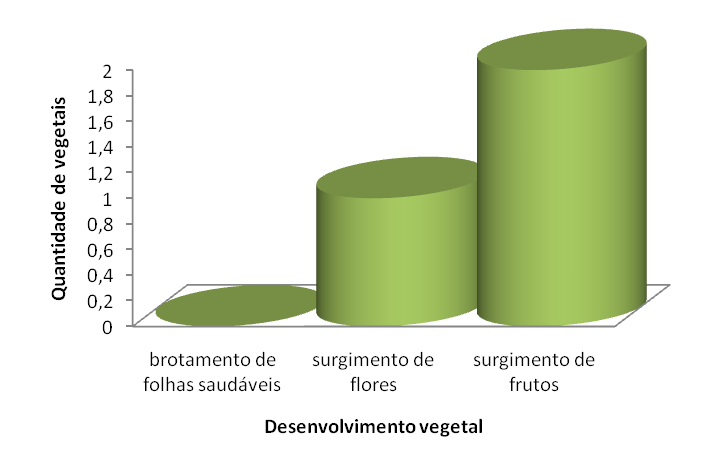 Quantidade de vegetais
2
1,8
1,6
1,4
1,2
1
0,8
0,6
0,4
0,2
0
brotamento de
folhas saudáveis
surgimento de
flores
surgimento de
frutos
Desenvolvimento vegetal